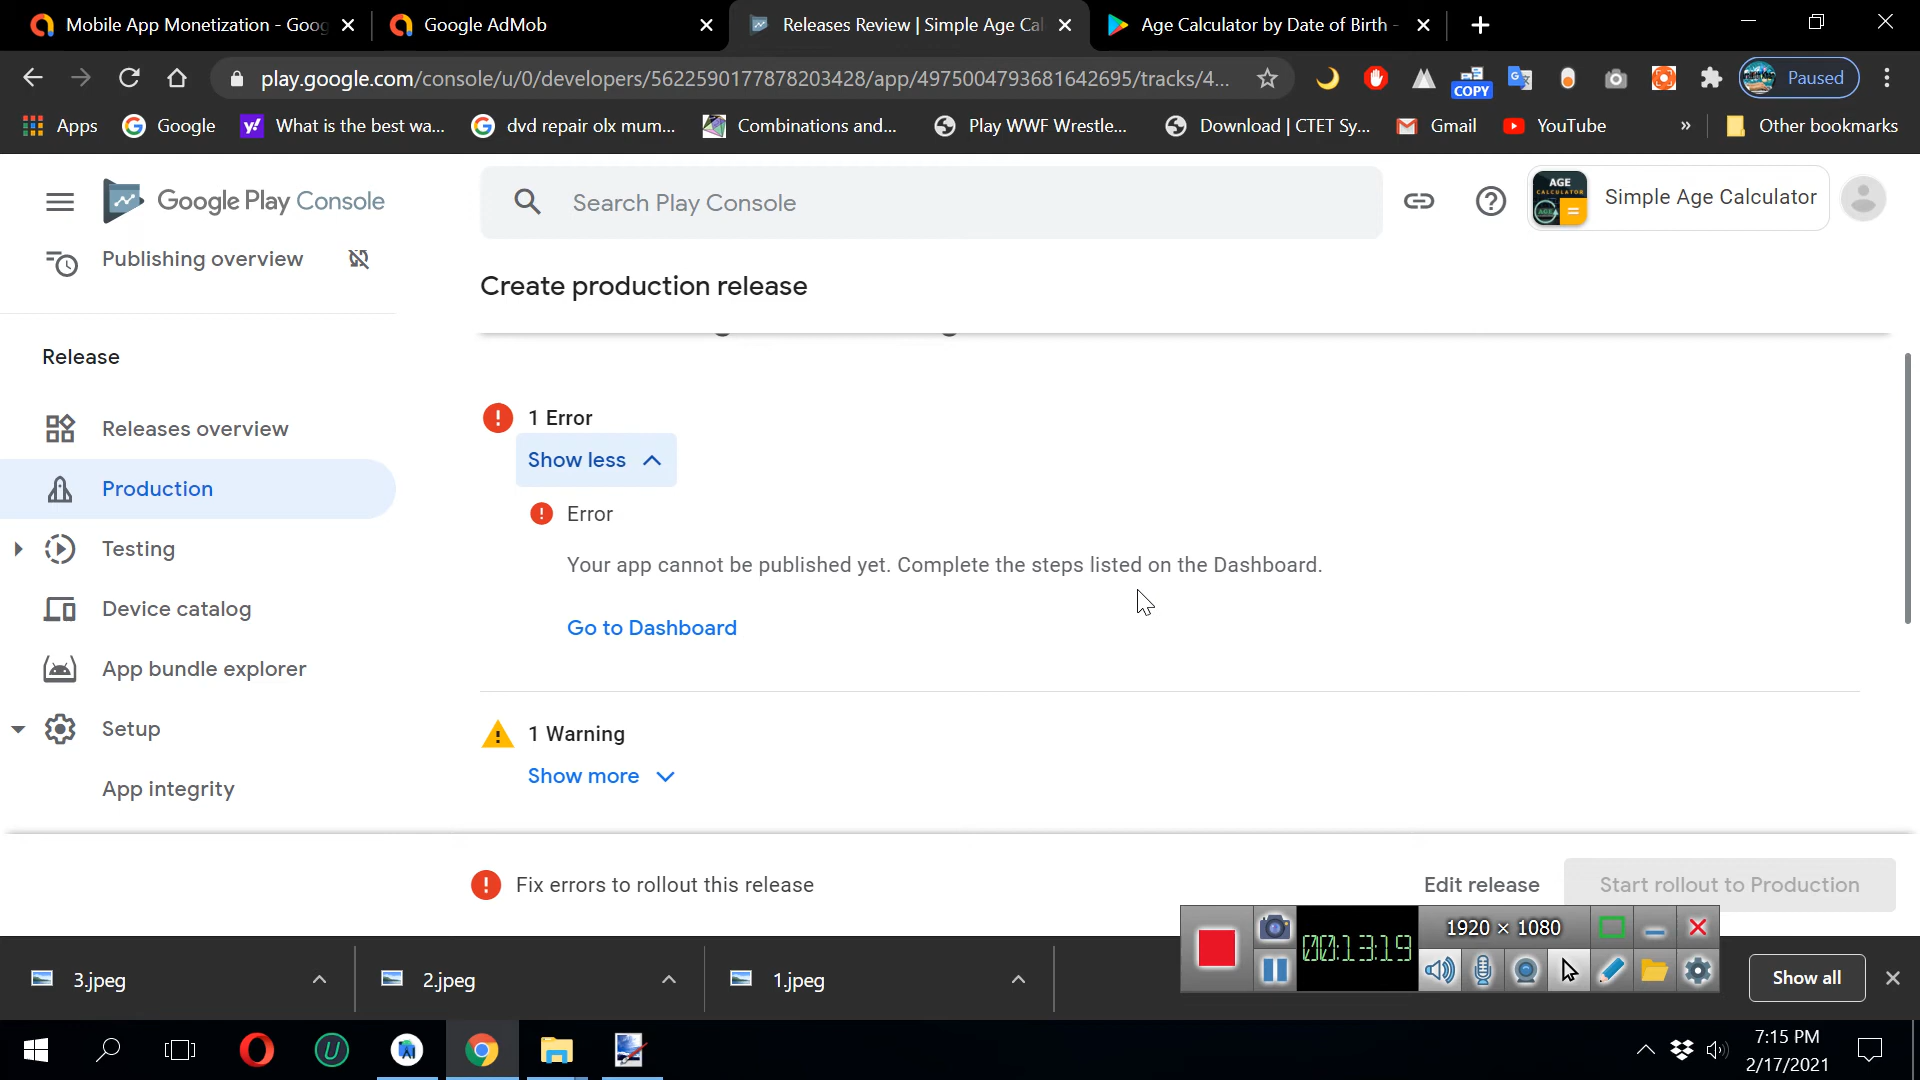 Mobile App Monetization - Goog
Google AdMob
Releases Review | Simple Age Cal
Age Calculator by Date of Birth -
play.google.com/console/u/0/developers/5622590177878203428/app/4975004793681642695/tracks/4...
COPY
Paused
Apps
Google
What is the best wa...
dvd repair olx mum...
Combinations and...
Play WWF Wrestle...
Download | CTET Sy...
Gmail
YouTube
»
Other bookmarks
Google Play Console
Search Play Console
AGE
CALCULATOR
Simple Age Calculator
Publishing overview
Create production release
Release
Releases overview
Production
Testing
Device catalog
App bundle explorer
Setup
App integrity
1 Error
Show less
Error
Your app cannot be published yet. Complete the steps listed on the Dashboard.
Go to Dashboard
1 Warning
Show more
Fix errors to rollout this release
Edit release
Start rollout to Production
1920 × 1080
00:13:19
3.jpeg
2.jpeg
1.jpeg
Show all
7:15 PM
2/17/2021